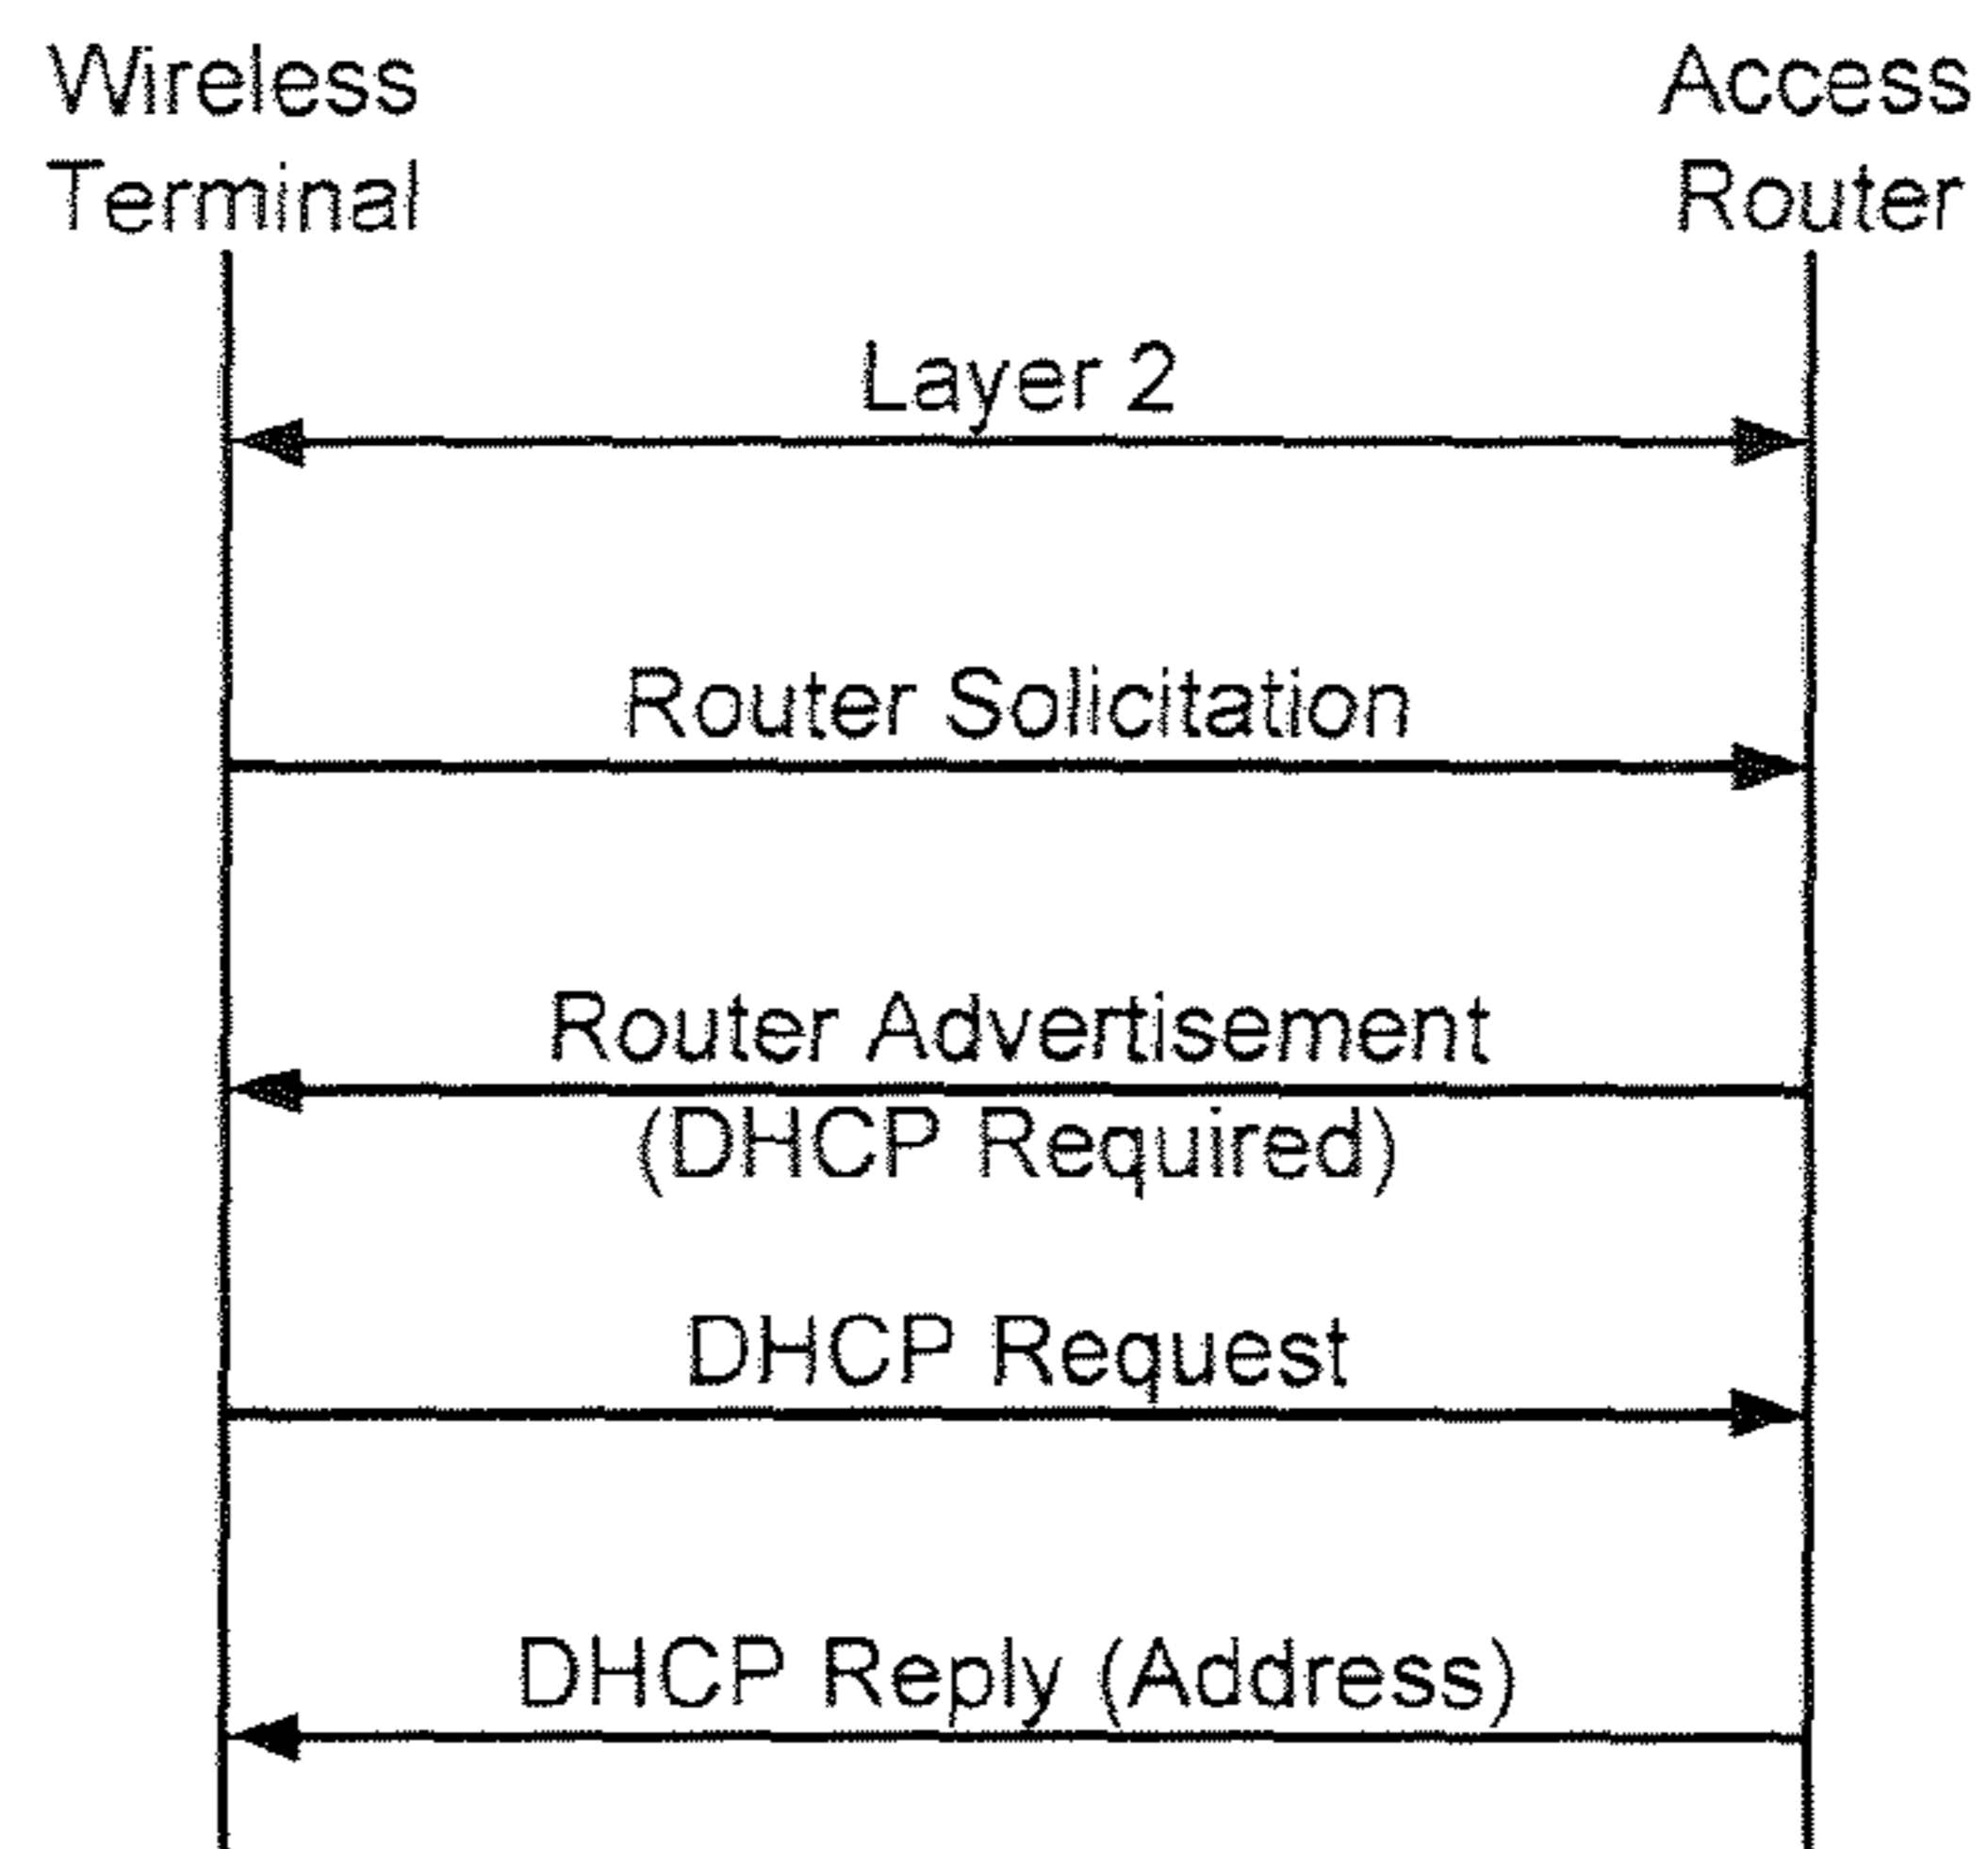 Wireless
Terminal
Access
Router
Layer 2
Router Solicitation
Router Advertisement
(DHCP Required)
DHCP Request
DHCP Reply (Address)